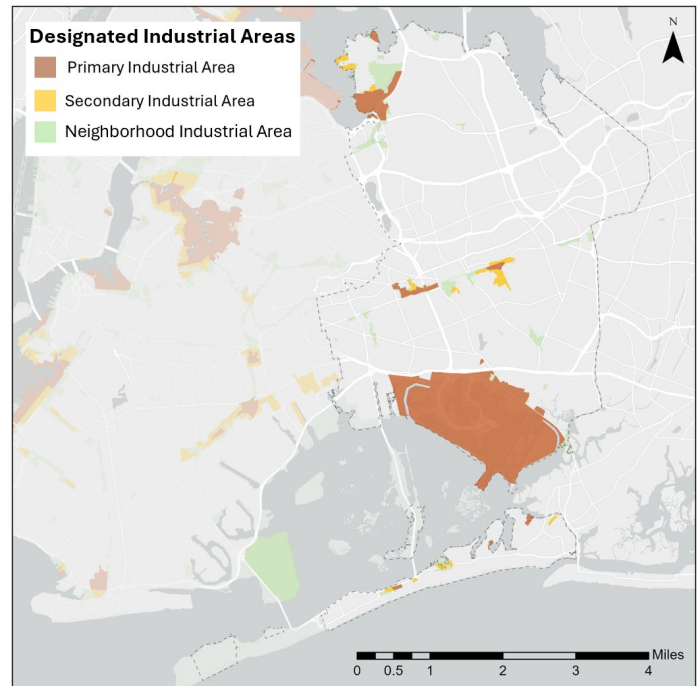 Designated Industrial Areas
Primary Industrial Area
Secondary Industrial Area
Neighborhood Industrial Area
N
Miles
0 0.5 1 2 3 4